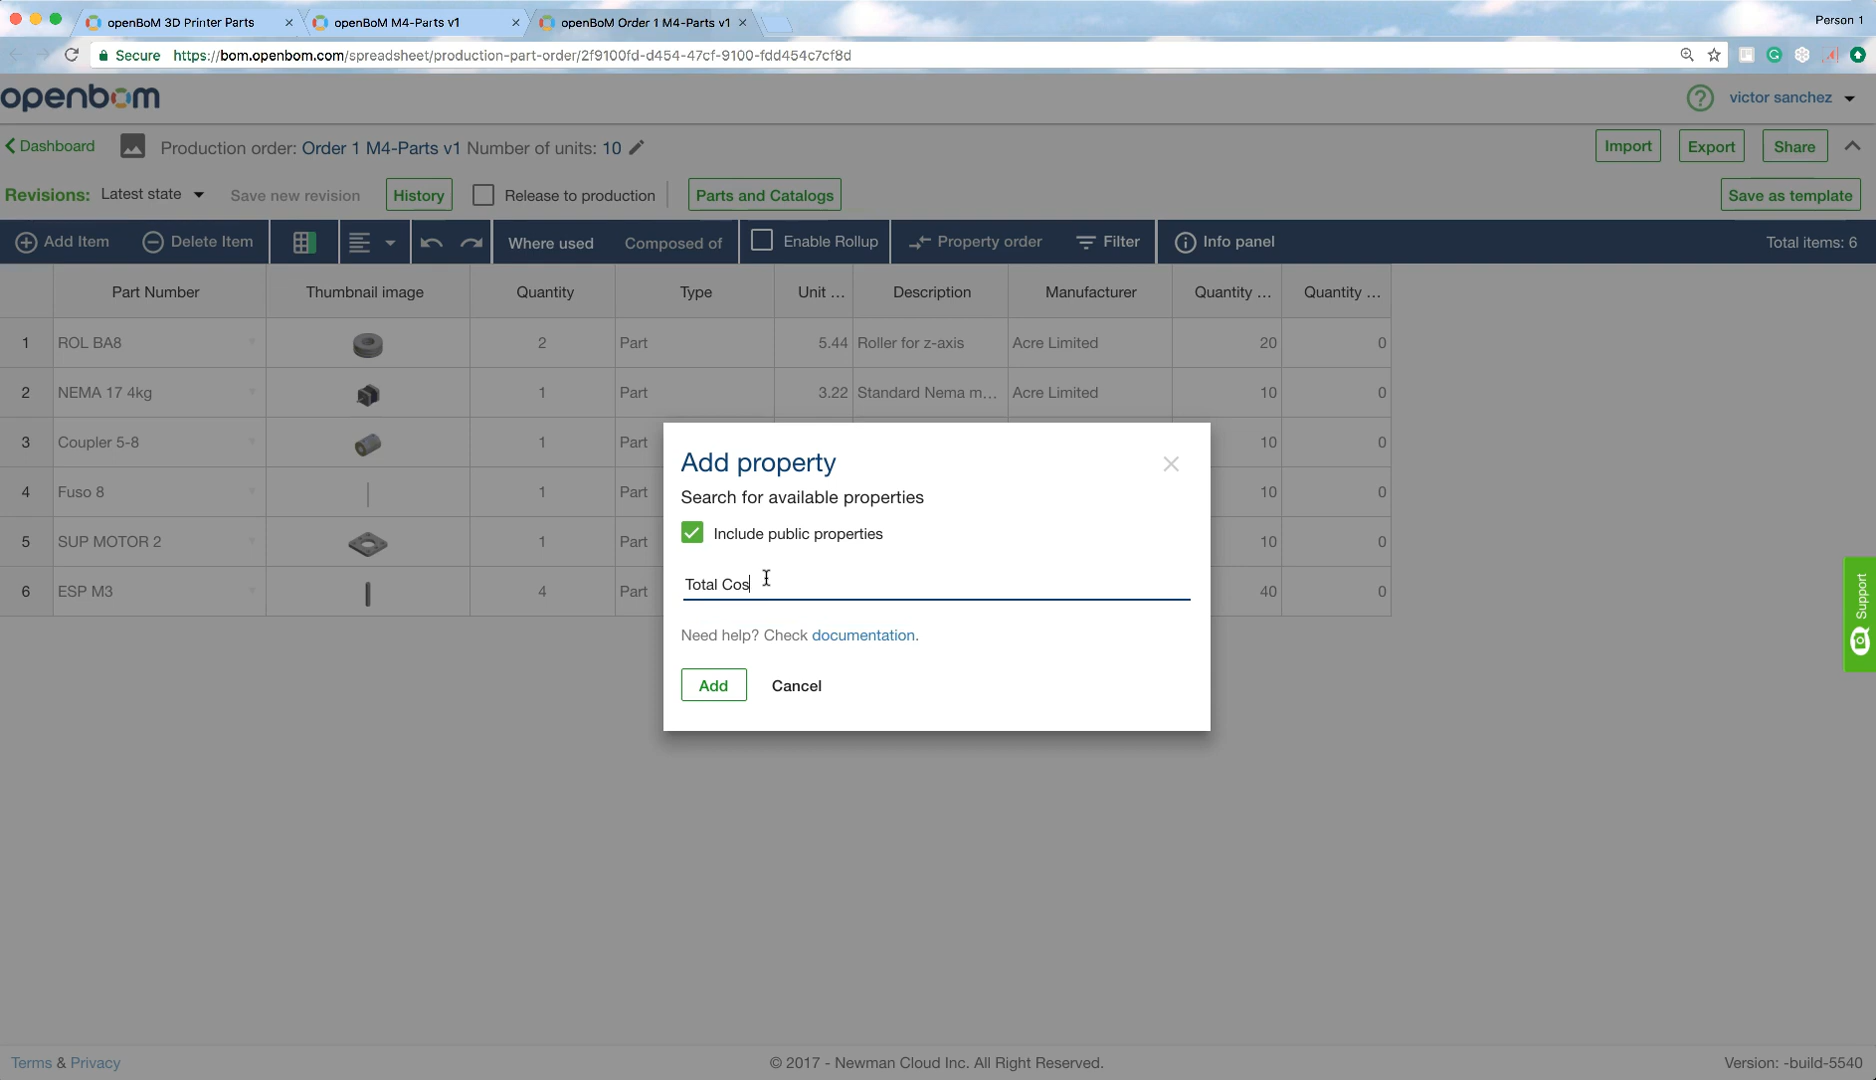 openBoM 3D Printer Parts
openBoM M4-Parts v1
openBoM Order 1 M4-Parts v1
Person 1
Secure https://bom.openbom.com/spreadsheet/production-part-order/2f9100fd-d454-47cf-9100-fdd454c7cf8d
openbom
victor sanchez
Dashboard
Production order: Order 1 M4-Parts v1 Number of units: 10
Import
Export
Share
Revisions: Latest state
Save new revision
History
Release to production
Parts and Catalogs
Save as template
Add Item
Delete Item
Where used
Composed of
Enable Rollup
Property order
Filter
Info panel
Total items: 6
Part Number Thumbnail image Quantity Type Unit ... Description Manufacturer Quantity ... Quantity ...
1 ROL BA8 2 Part 5.44 Roller for z-axis Acre Limited 20 0
2 NEMA 17 4kg 1 Part 3.22 Standard Nema m... Acre Limited 10 0
3 Coupler 5-8 1 Part 10 0
4 Fuso 8 1 Part 10 0
5 SUP MOTOR 2 1 Part 10 0
6 ESP M3 4 Part 40 0
Add property
Search for available properties
Include public properties
Total Cos
Need help? Check documentation.
Add
Cancel
Support
Terms & Privacy
© 2017 - Newman Cloud Inc. All Right Reserved.
Version: -build-5540